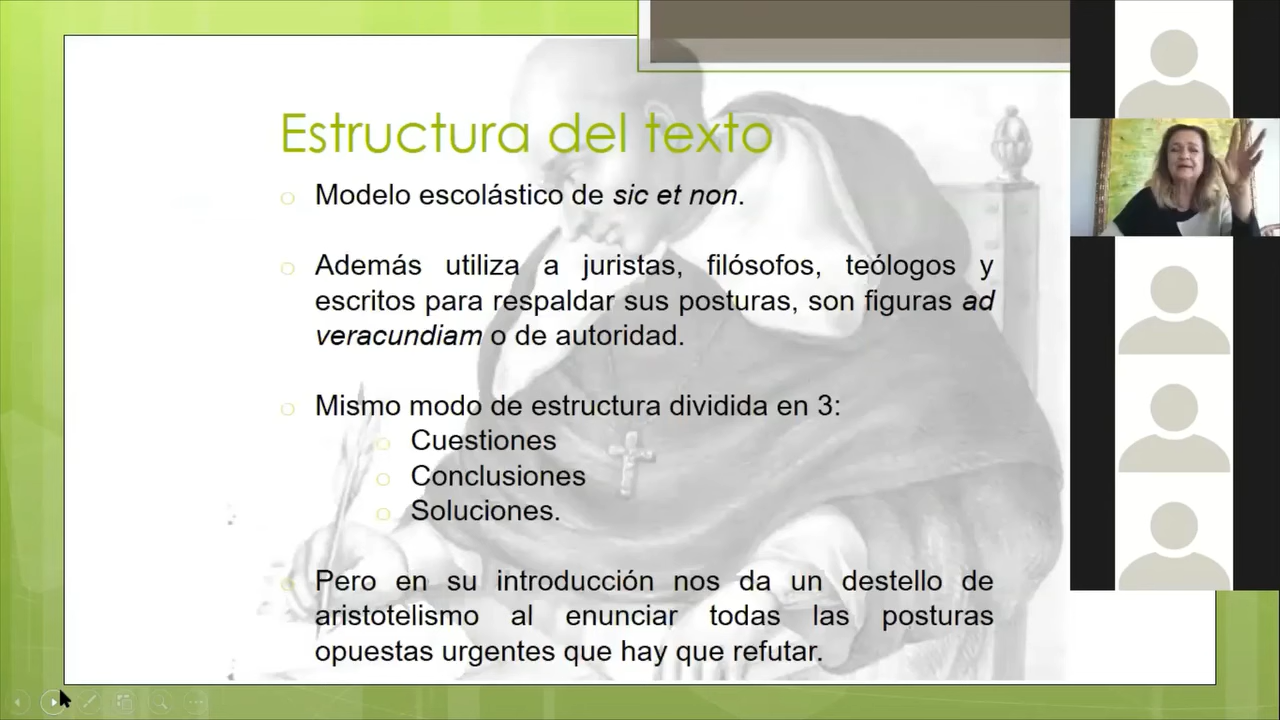 Estructura del texto
Modelo escolástico de sic et non.
Además utiliza a juristas, filósofos, teólogos y
escritos para respaldar sus posturas, son figuras ad
veracundiam o de autoridad.
Mismo modo de estructura dividida en 3:
Cuestiones
Conclusiones
Soluciones.
Pero en su introducción nos da un destello de
aristotelismo al enunciar todas las posturas
opuestas urgentes que hay que refutar.